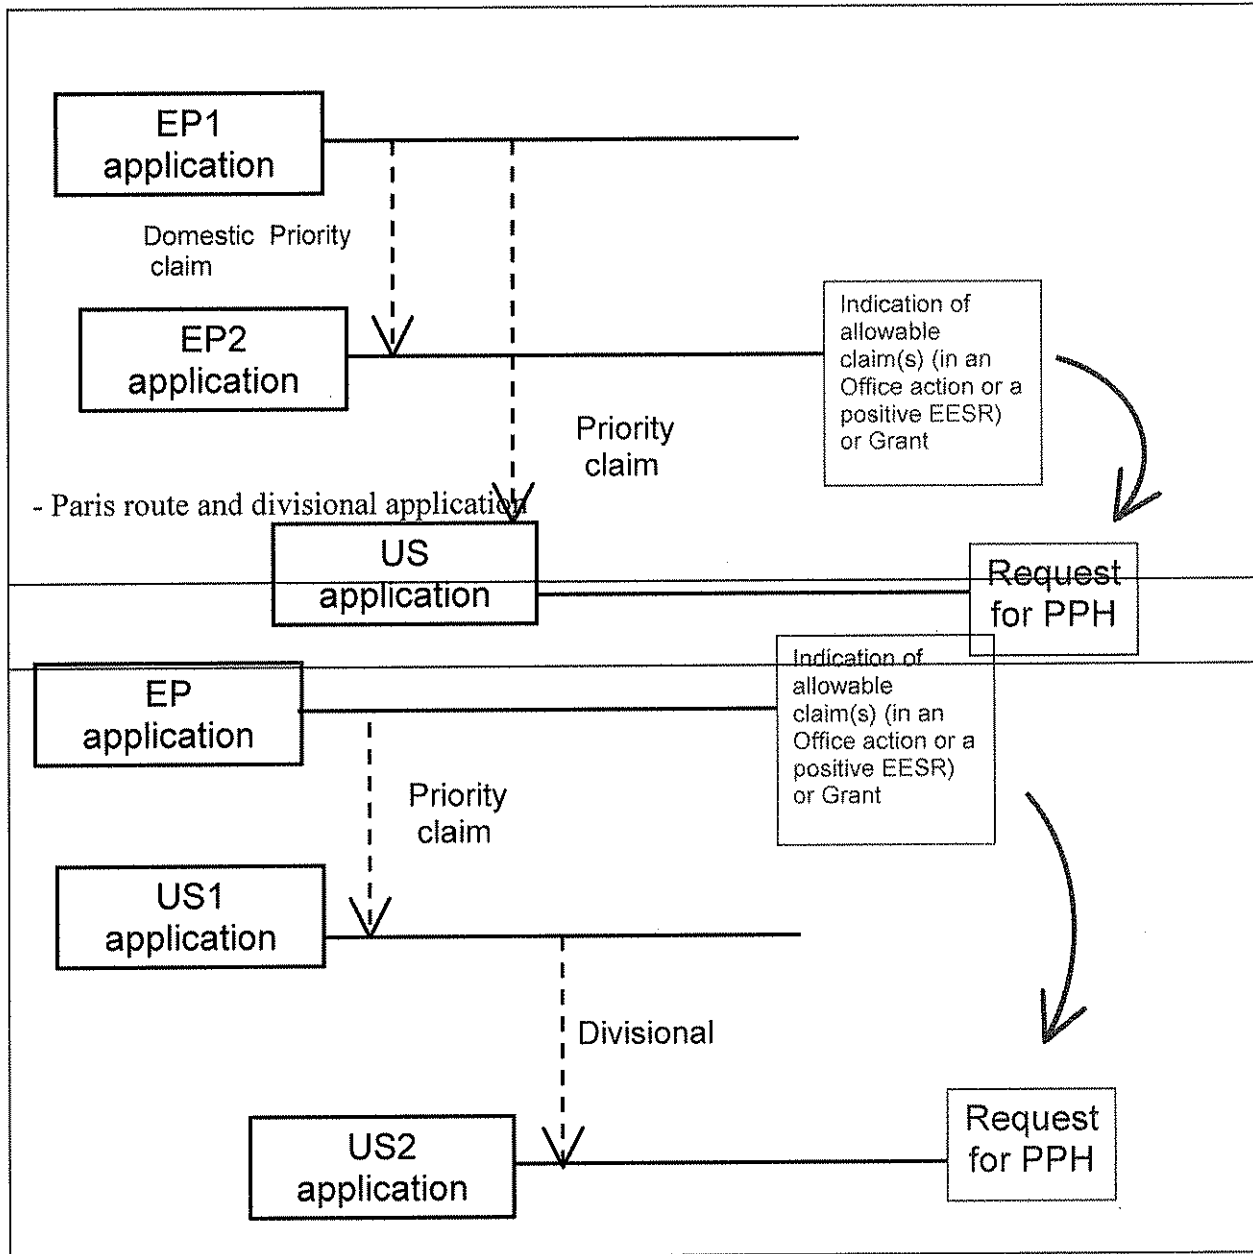 EP1
application
Domestic Priority
claim
EP2
application
Indication of
allowable
claim(s) (in an
Office action or a
positive EESR)
or Grant
Priority
claim
- Paris route and divisional application
US
application
Request
for PPH
EP
application
Indication of
allowable
claim(s) (in an
Office action or a
positive EESR)
or Grant
Priority
claim
US1
application
Divisional
US2
application
Request
for PPH